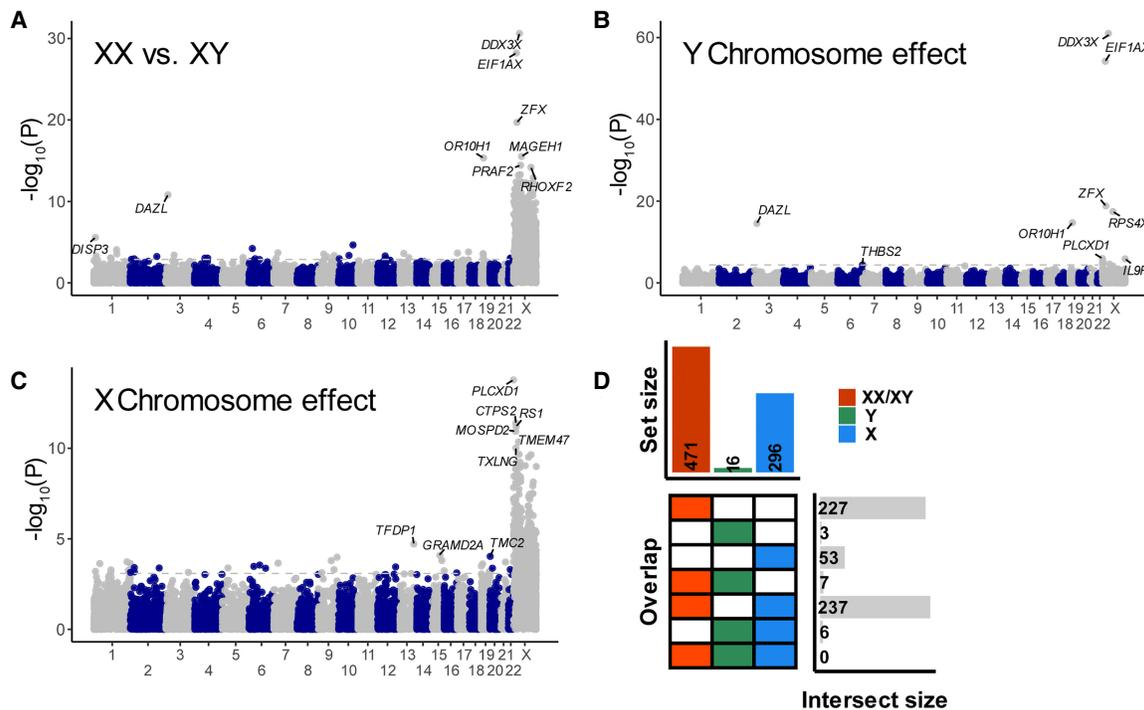 A
XX vs. XY
-log10(P)
30
20
10
0
DDX3X
EIF1AX
ZFX
OR10H1
MAGEH1
PRAF2
RHOXF2
DAZL
DISP3
1 3 5 7 9 11 13 15 17 19 21 X
2 4 6 8 10 12 14 16 18 20 22
B
Y Chromosome effect
-log10(P)
60
40
20
0
DDX3X
EIF1AX
ZFX
DAZL
RPS4X
OR10H1
PLCXD1
THBS2
IL9R
1 3 5 7 9 11 13 15 17 19 21 X
2 4 6 8 10 12 14 16 18 20 22
C
X Chromosome effect
-log10(P)
10
5
0
PLCXD1
CTPS2
RS1
MOSPD2
TMEM47
TXLNG
TFDP1
GRAMD2A
TMC2
1 3 5 7 9 11 13 15 17 19 21 X
2 4 6 8 10 12 14 16 18 20 22
D
Set size
471
16
296
XX/XY
Y
X
Overlap
227
3
53
7
237
6
0
Intersect size